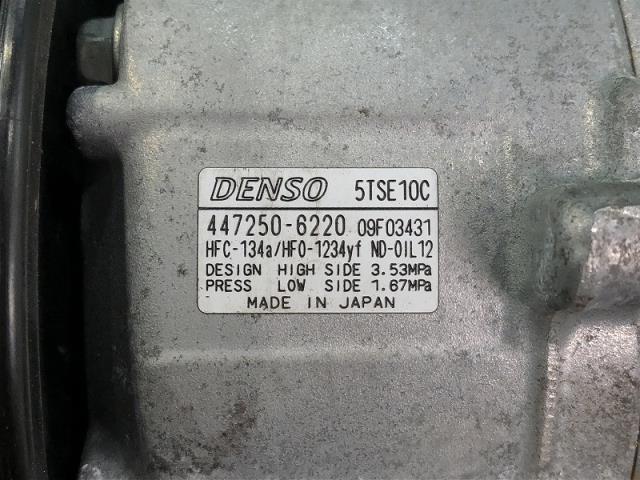 DENSO 5TSE10C
447250-6220 09F03431
HFC-134a/HFO-1234yf ND-OIL12
DESIGN HIGH SIDE 3.53MPa
PRESS LOW SIDE 1.67MPa
MADE IN JAPAN